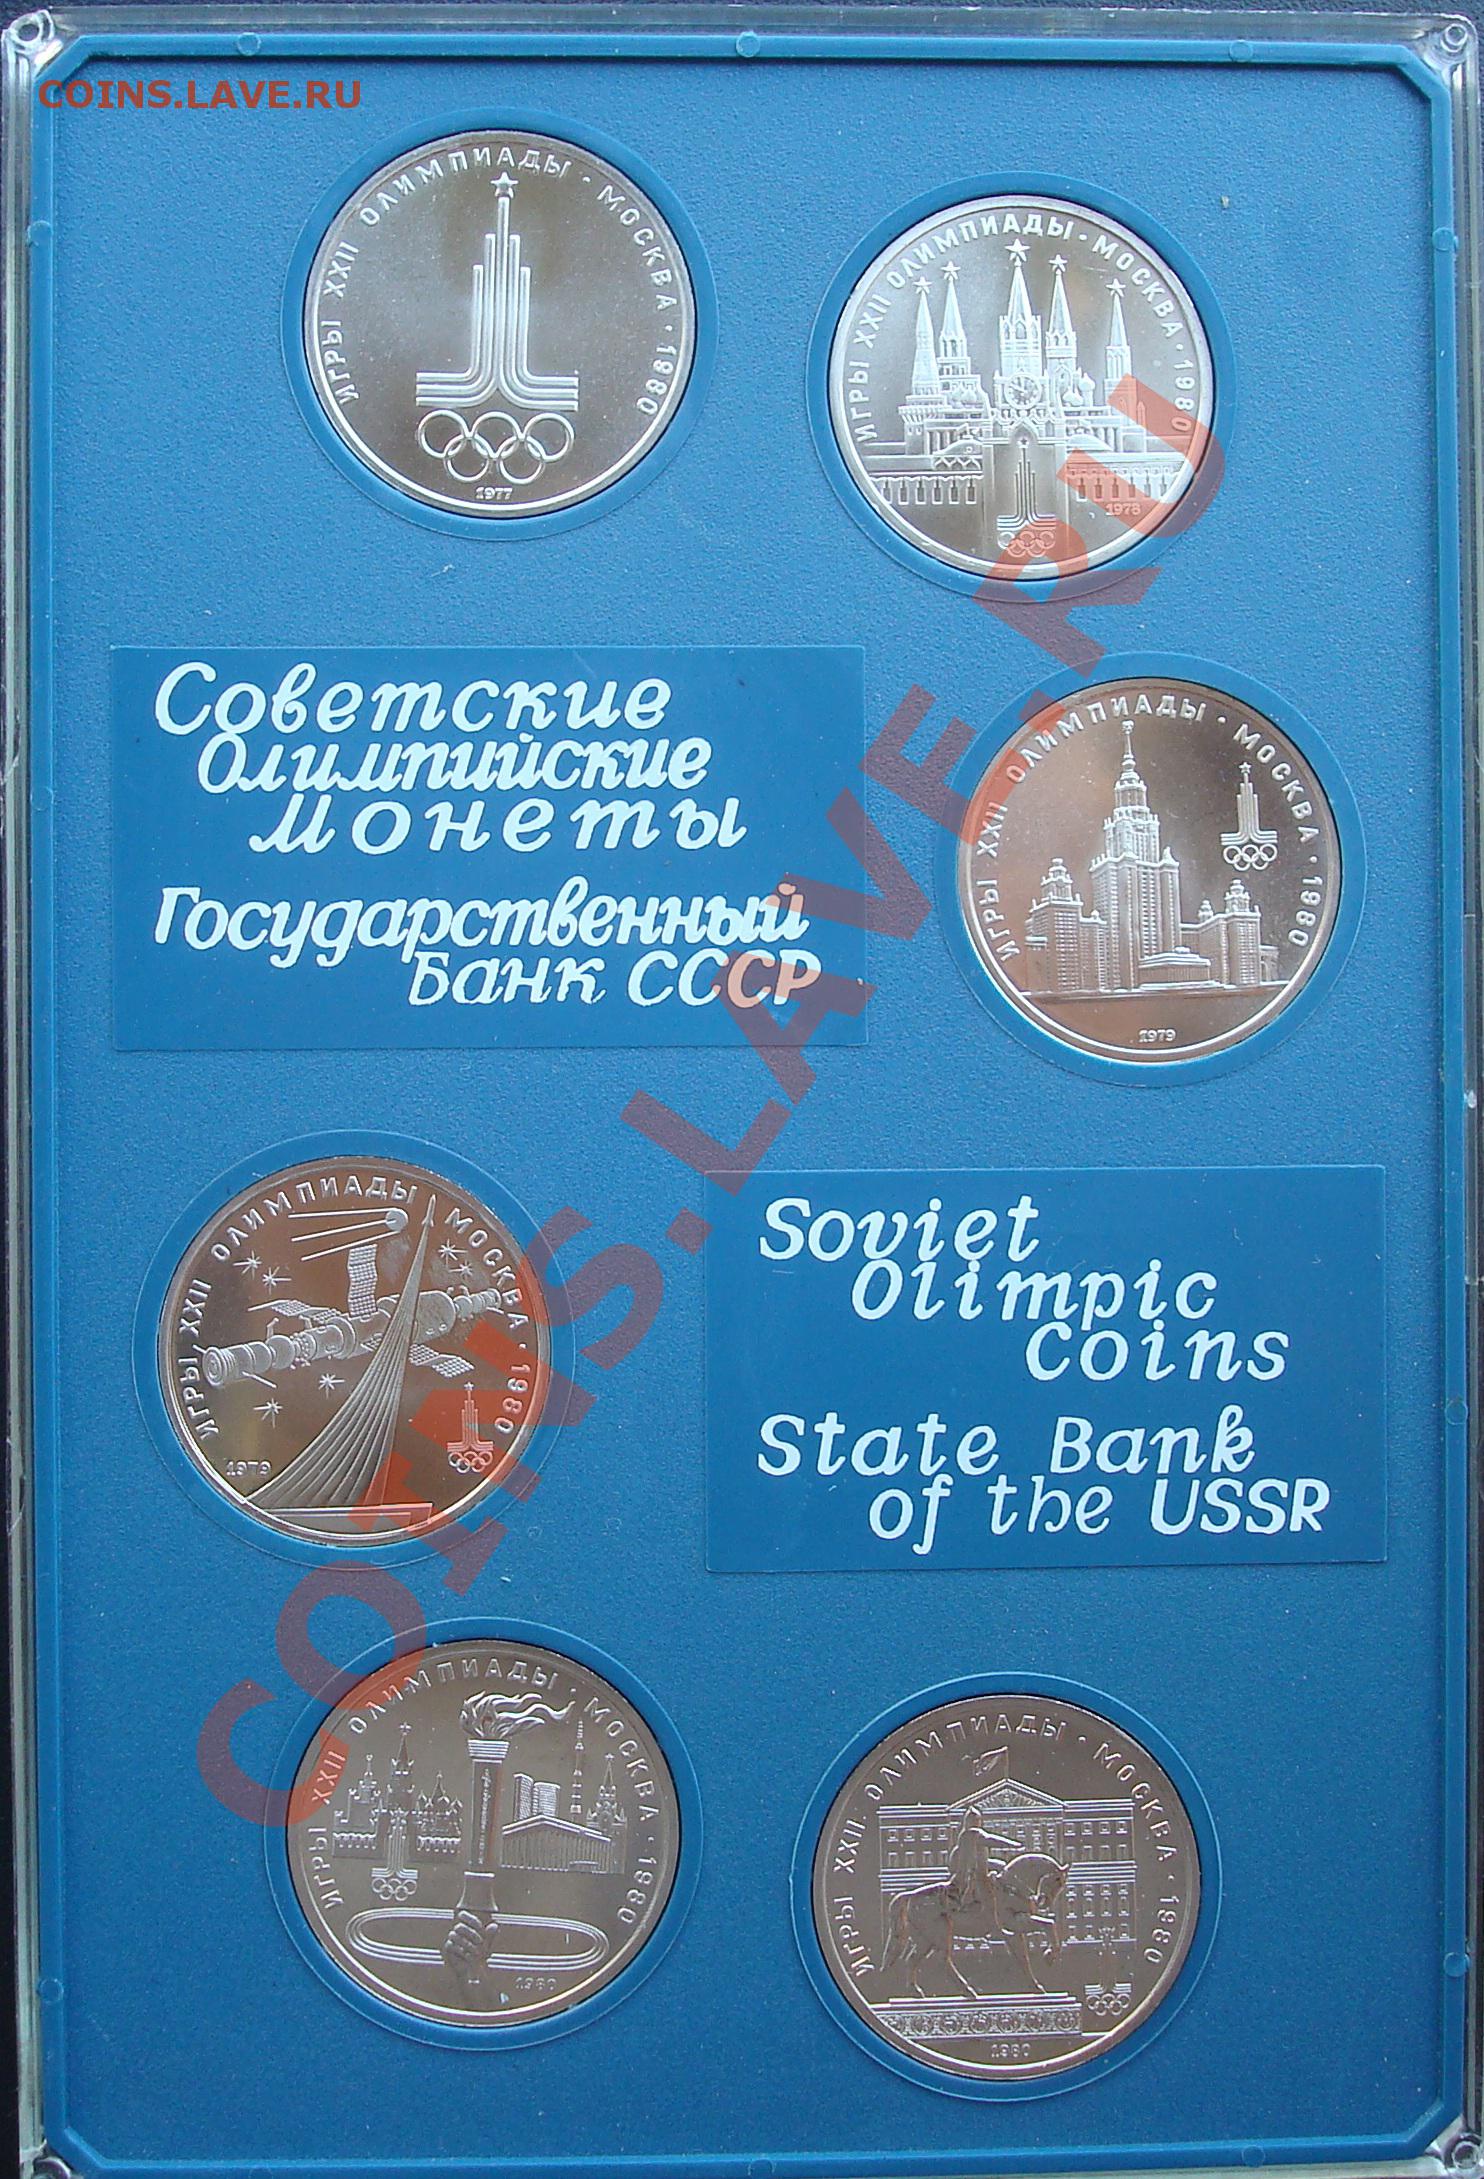 COINS.LAVE.RU
ИГРЫ XXII ОЛИМПИАДЫ · МОСКВА · 1980
1977
ИГРЫ XXII ОЛИМПИАДЫ · МОСКВА · 1980
1978
Советские
Олимпийские
Монеты
Государственный
Банк СССР
ИГРЫ XXII ОЛИМПИАДЫ · МОСКВА · 1980
1979
ИГРЫ XXII ОЛИМПИАДЫ МОСКВА · 1980
1979
Soviet
Olimpic
Coins
State Bank
of the USSR
ИГРЫ XXII ОЛИМПИАДЫ · МОСКВА · 1980
1980
ИГРЫ XXII ОЛИМПИАДЫ · МОСКВА · 1980
1980
COINS.LAVE.RU